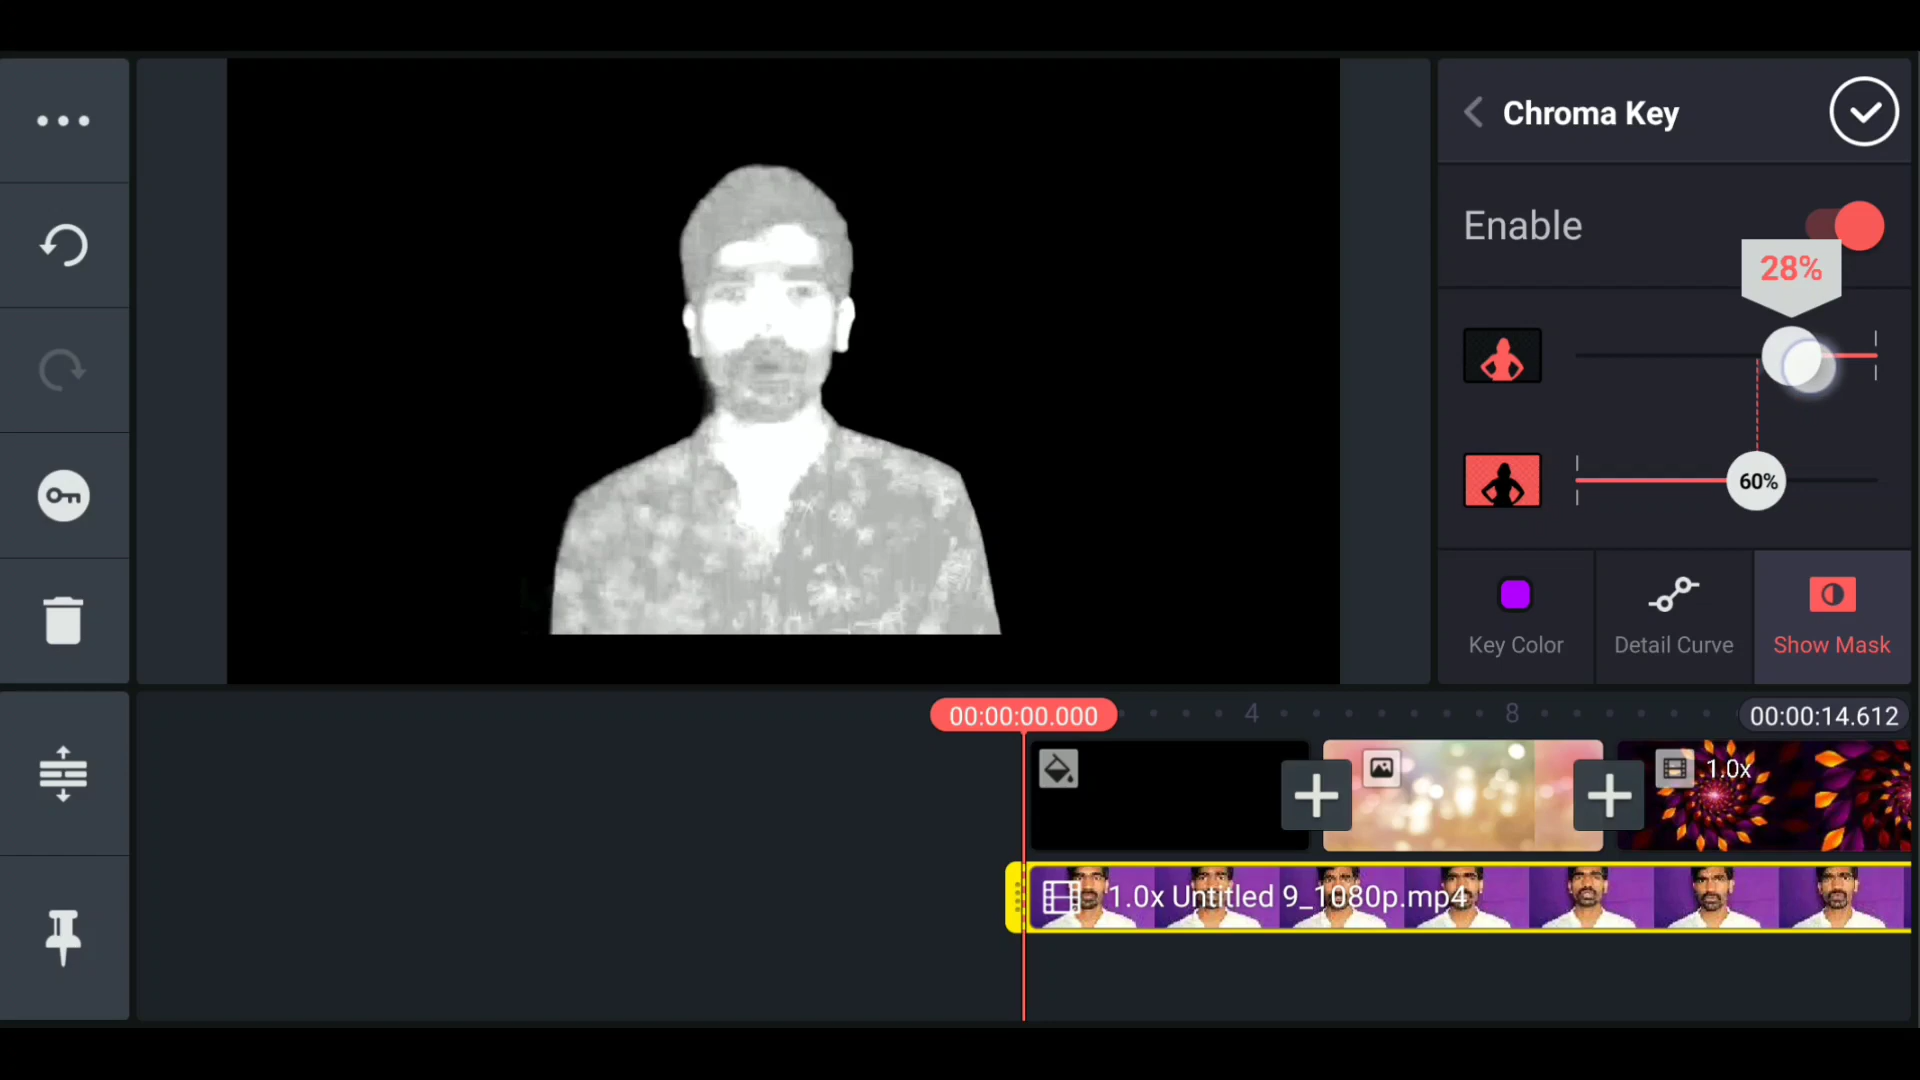 Chroma Key
Enable
28%
60%
Key Color
Detail Curve
Show Mask
00:00:00.000
4
8
00:00:14.612
1.0x
1.0x Untitled 9_1080p.mp4